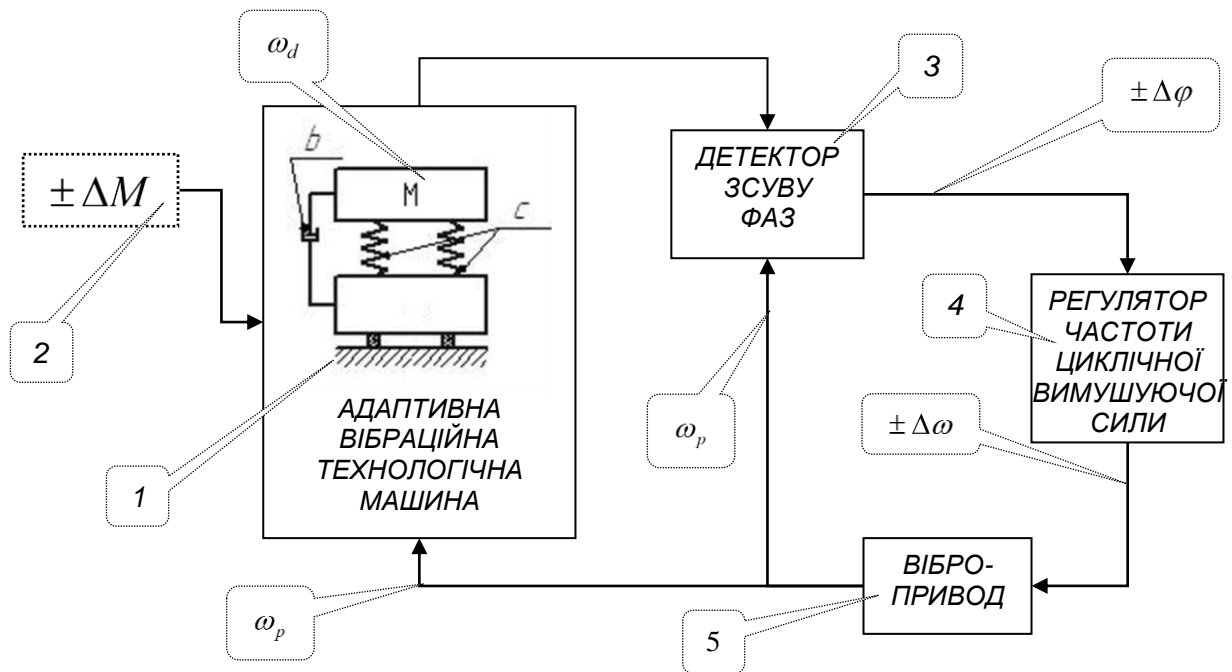 ω_d
3
± Δφ
b
M
c
ДЕТЕКТОР
ЗСУВУ
ФАЗ
± ΔM
2
4
РЕГУЛЯТОР
ЧАСТОТИ
ЦИКЛІЧНОЇ
ВИМУШУЮЧОЇ
СИЛИ
АДАПТИВНА
ВІБРАЦІЙНА
ТЕХНОЛОГІЧНА
МАШИНА
1
ω_p
± Δω
ВІБРО-
ПРИВОД
ω_p
5